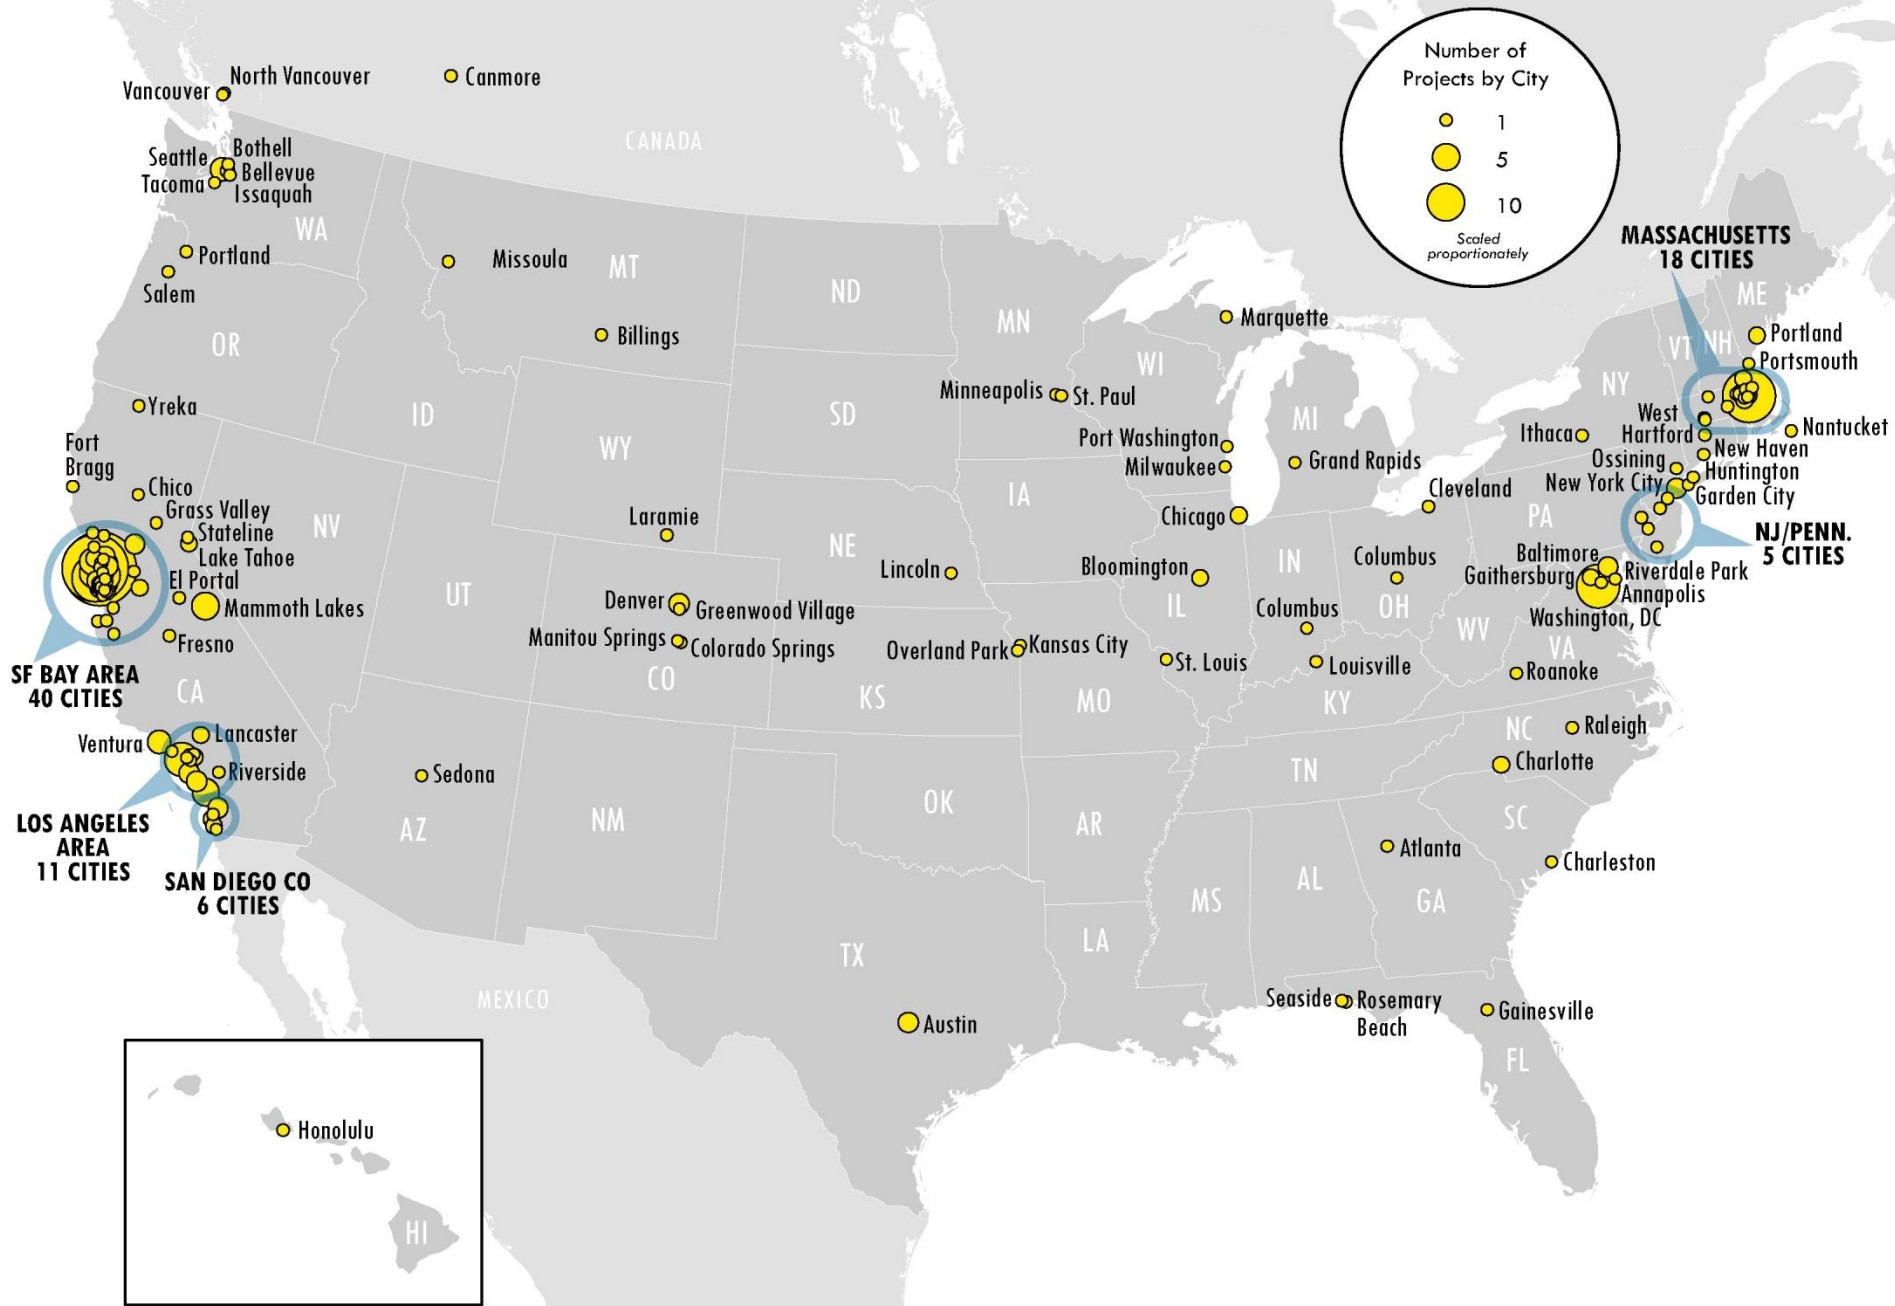 North Vancouver
Vancouver
Canmore
CANADA
Number of
Projects by City
1
5
10
Scaled
proportionately
Seattle
Bothell
Bellevue
Tacoma
Issaquah
WA
Portland
Salem
OR
Missoula
MT
Billings
ND
MN
Marquette
MASSACHUSETTS
18 CITIES
ME
VT
NH
Portland
Portsmouth
NY
Yreka
ID
WY
SD
Minneapolis
St. Paul
WI
MI
Port Washington
Milwaukee
Grand Rapids
Ithaca
West
Hartford
Nantucket
New Haven
Ossining
Huntington
New York City
Garden City
Fort
Bragg
Chico
Grass Valley
Stateline
Lake Tahoe
NV
El Portal
Mammoth Lakes
Fresno
SF BAY AREA
40 CITIES
CA
UT
Laramie
NE
IA
Lincoln
Chicago
Bloomington
IL
IN
Cleveland
Columbus
OH
Columbus
PA
NJ/PENN.
5 CITIES
Baltimore
Gaithersburg
Riverdale Park
Annapolis
Washington, DC
WV
VA
Roanoke
Denver
Greenwood Village
Manitou Springs
Colorado Springs
CO
KS
Overland Park
Kansas City
MO
St. Louis
Louisville
KY
Ventura
Lancaster
Riverside
LOS ANGELES
AREA
11 CITIES
SAN DIEGO CO
6 CITIES
Sedona
AZ
NM
OK
AR
TN
NC
Raleigh
Charlotte
SC
Charleston
Atlanta
GA
AL
MS
LA
TX
Austin
MEXICO
Seaside
Rosemary
Beach
Gainesville
FL
Honolulu
HI